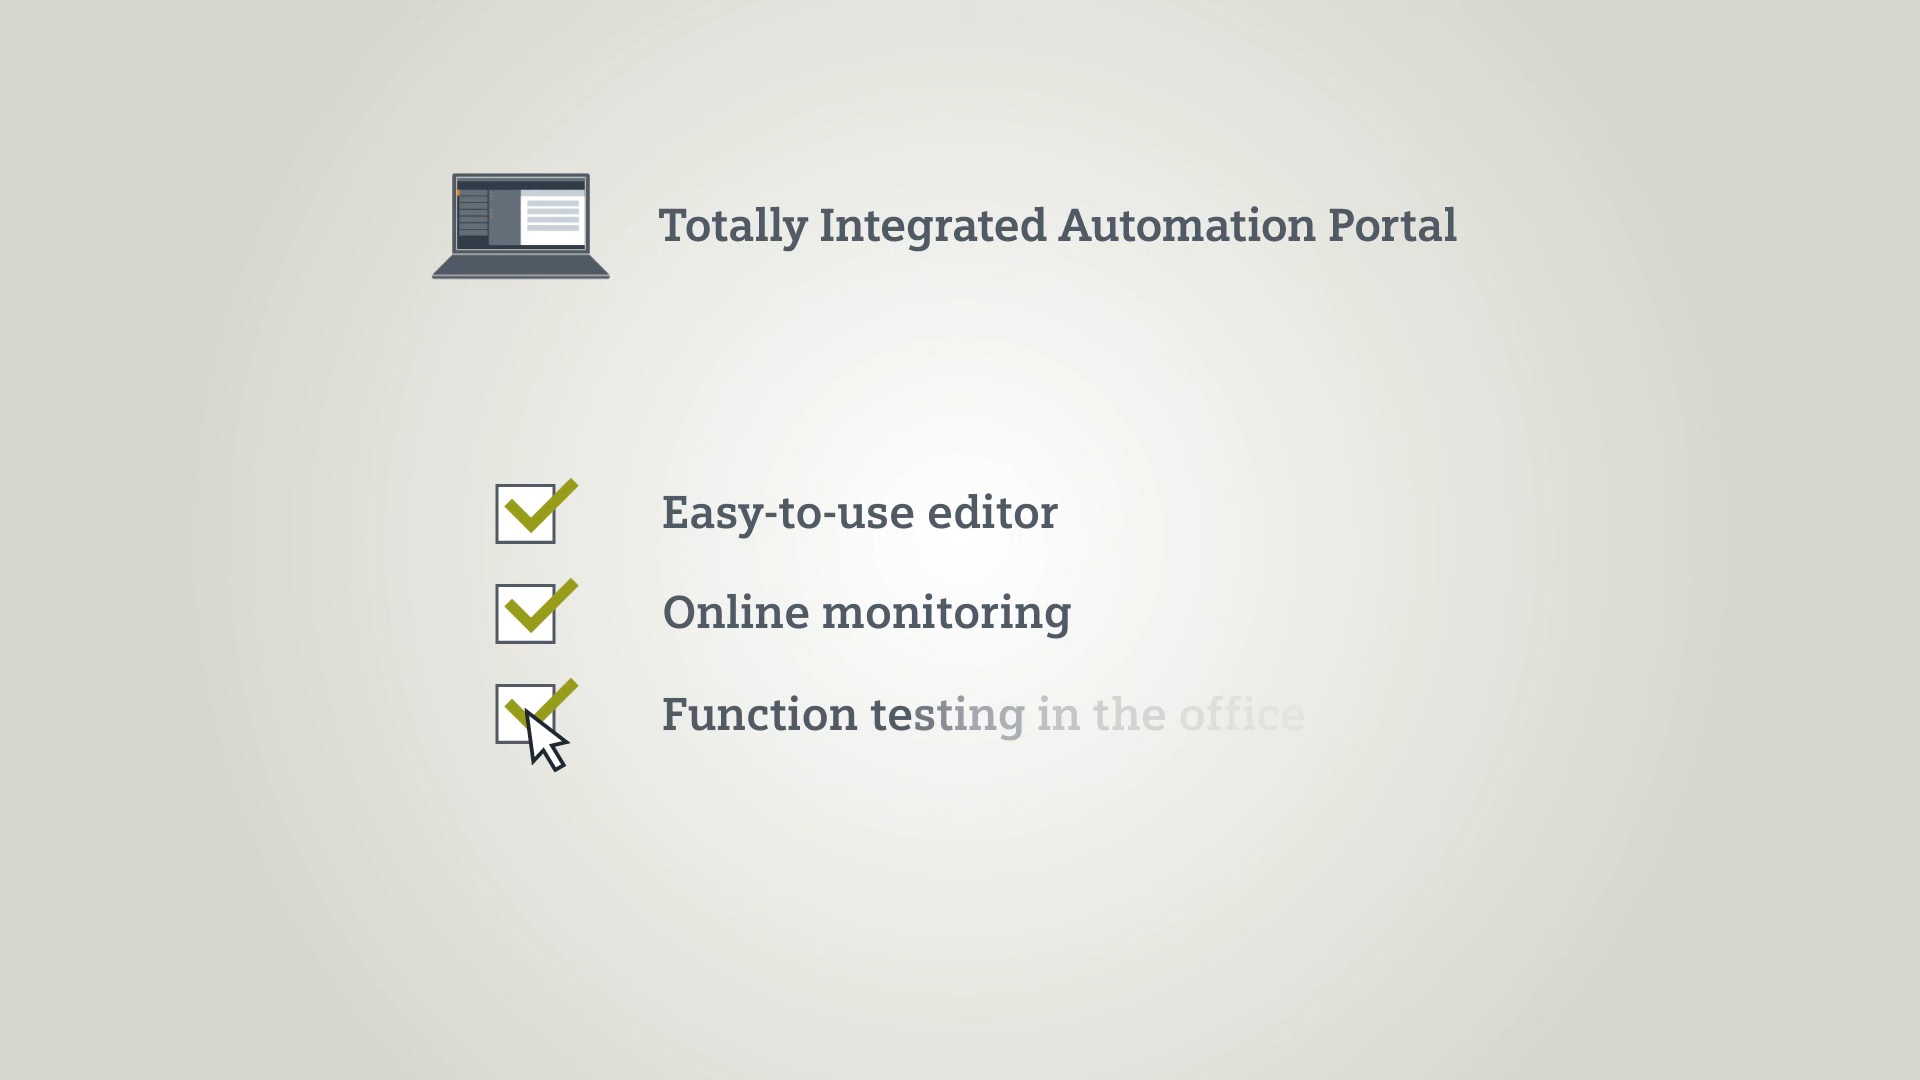 Totally Integrated Automation Portal
Easy-to-use editor
Online monitoring
Function testing in the office